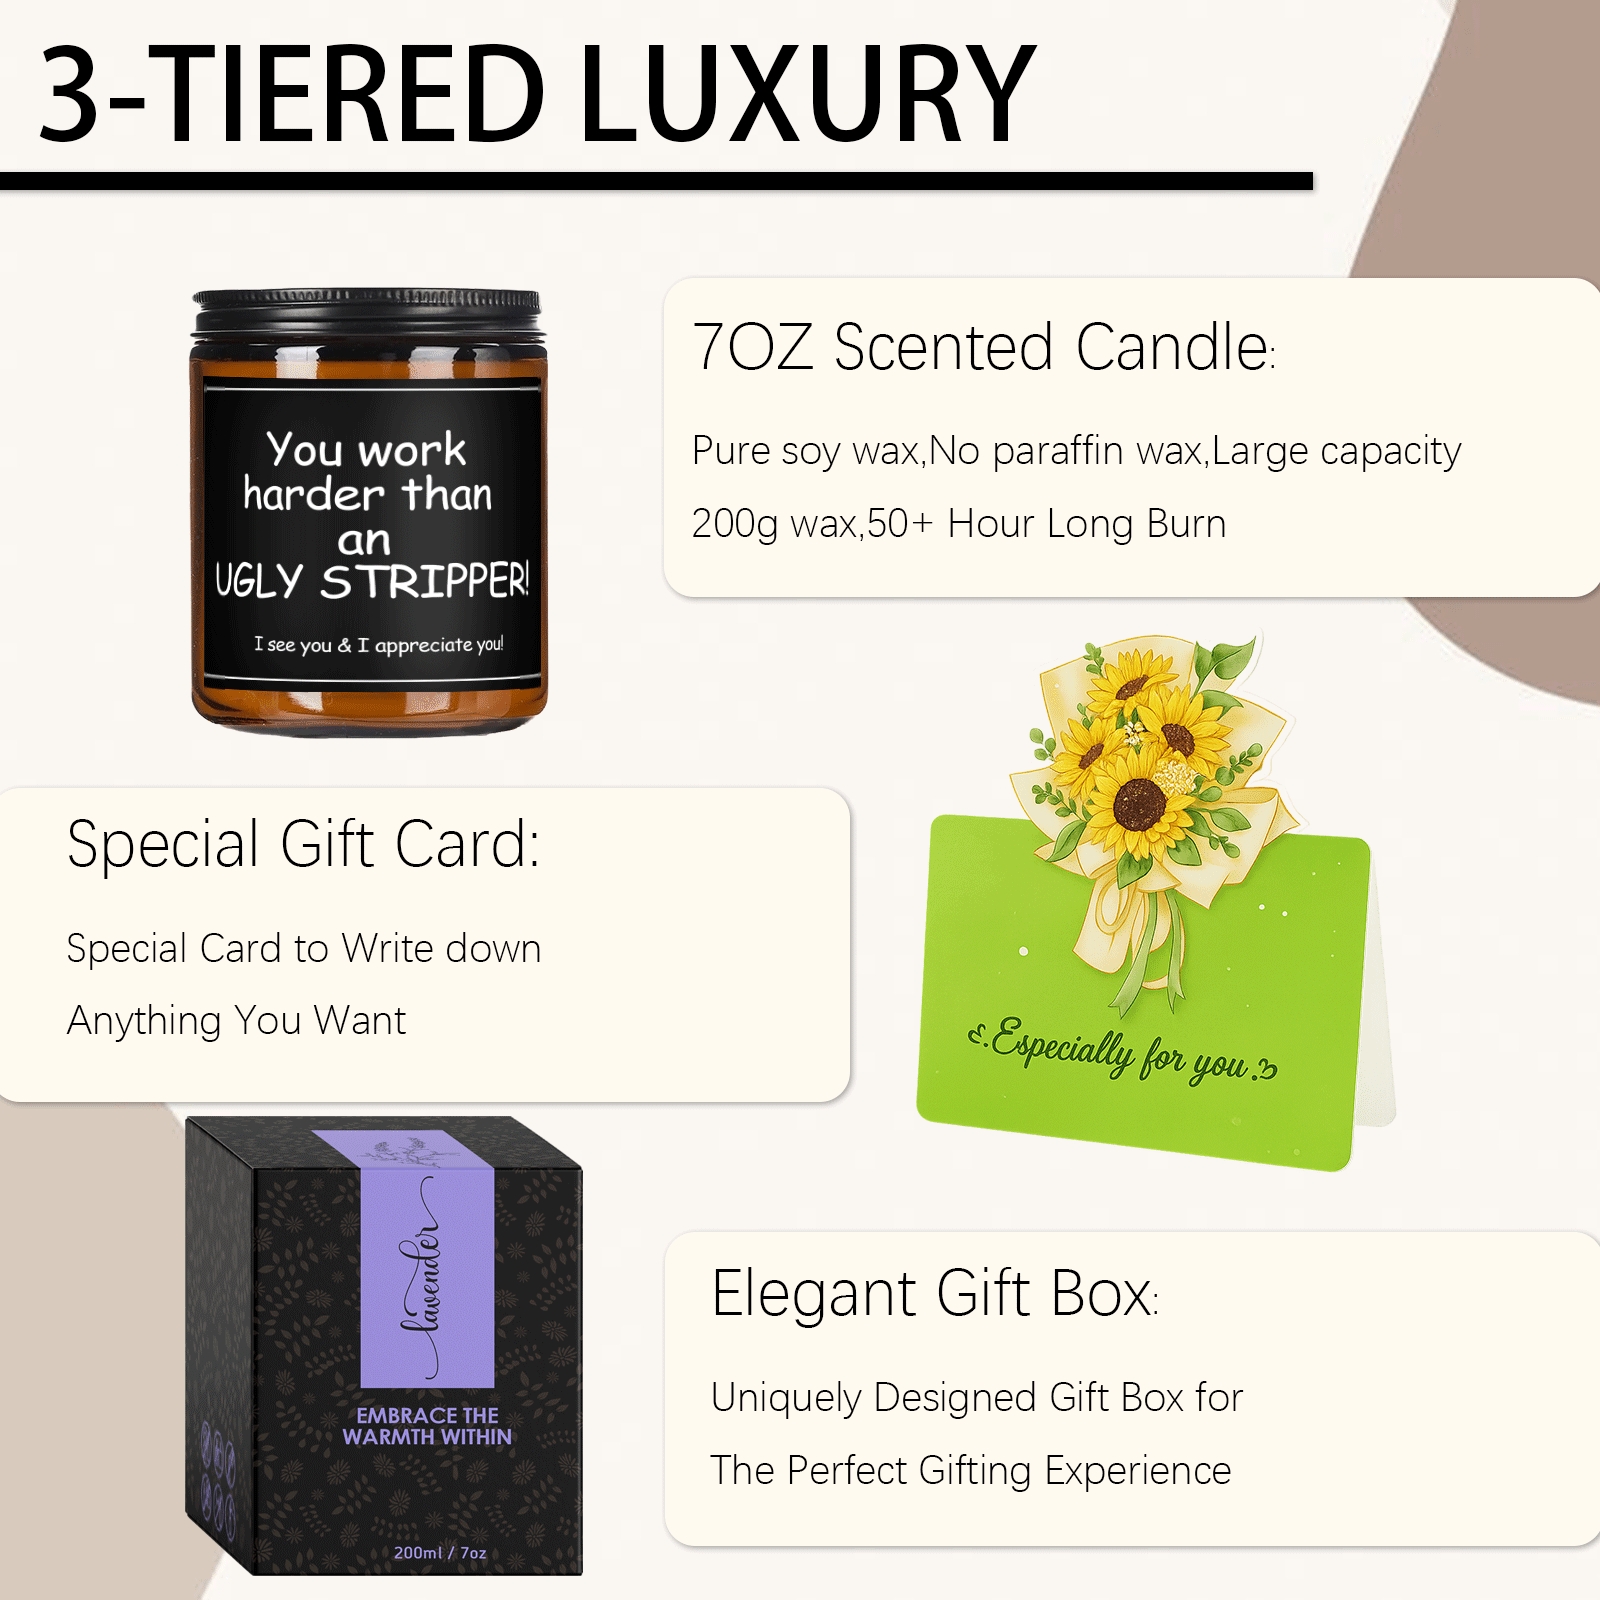 3-TIERED LUXURY
You work
harder than
an
UGLY STRIPPER!
I see you & I appreciate you!
7OZ Scented Candle:
Pure soy wax,No paraffin wax,Large capacity
200g wax,50+ Hour Long Burn
Special Gift Card:
Special Card to Write down
Anything You Want
Especially for you
lavender
EMBRACE THE
WARMTH WITHIN
200ml / 7oz
Elegant Gift Box:
Uniquely Designed Gift Box for
The Perfect Gifting Experience